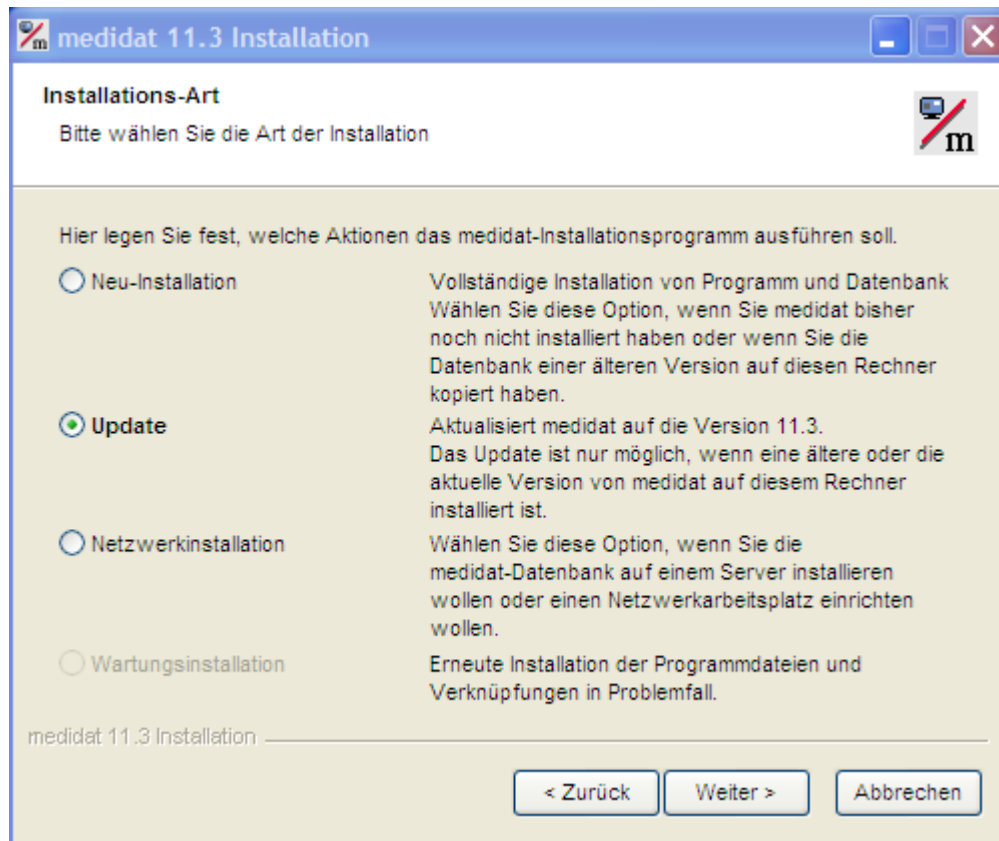 medidat 11.3 Installation
Installations-Art
Bitte wählen Sie die Art der Installation
m
Hier legen Sie fest, welche Aktionen das medidat-Installationsprogramm ausführen soll.
Neu-Installation
Vollständige Installation von Programm und Datenbank
Wählen Sie diese Option, wenn Sie medidat bisher
noch nicht installiert haben oder wenn Sie die
Datenbank einer älteren Version auf diesen Rechner
kopiert haben.
Update
Aktualisiert medidat auf die Version 11.3.
Das Update ist nur möglich, wenn eine ältere oder die
aktuelle Version von medidat auf diesem Rechner
installiert ist.
Netzwerkinstallation
Wählen Sie diese Option, wenn Sie die
medidat-Datenbank auf einem Server installieren
wollen oder einen Netzwerkarbeitsplatz einrichten
wollen.
Wartungsinstallation
Erneute Installation der Programmdateien und
Verknüpfungen in Problemfall.
medidat 11.3 Installation
< Zurück
Weiter >
Abbrechen